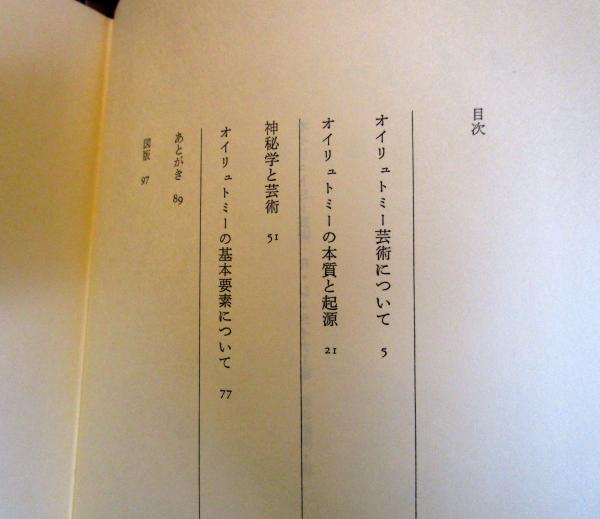 目次
オイリュトミー芸術について 5
オイリュトミーの本質と起源 21
神秘学と芸術 51
オイリュトミーの基本要素について 77
あとがき 89
図版 97